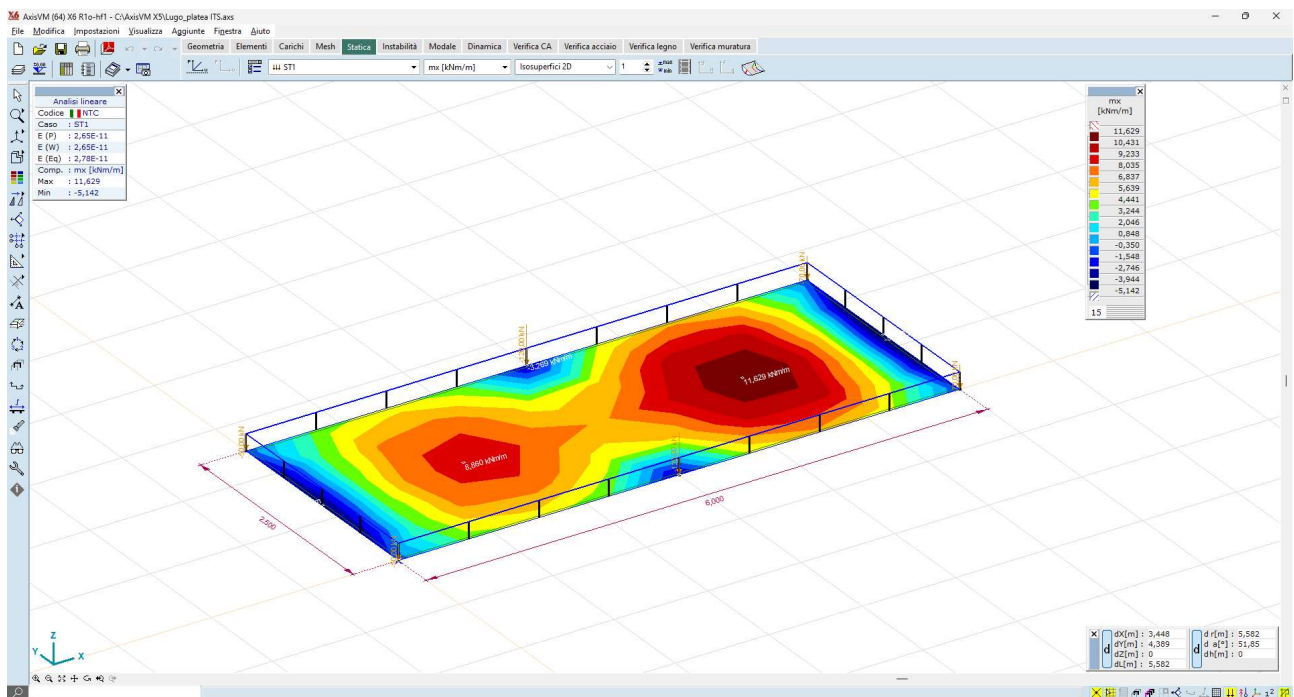 X6 AxisVM (64) X6 R1o-hf1 - C:\AxisVM X5\Lugo_platea ITS.axs
File Modifica Impostazioni Visualizza Aggiunte Finestra Aiuto
Geometria Elementi Carichi Mesh Statica Instabilità Modale Dinamica Verifica CA Verifica acciaio Verifica legno Verifica muratura
ST1 mx [kNm/m] Isosuperfici 2D 1
Analisi lineare
Codice NTC
Caso : ST1
E (P) : 2,65E-11
E (W) : 2,65E-11
E (Eq) : 2,78E-11
Comp. : mx [kNm/m]
Max : 11,629
Min : -5,142
mx
[kNm/m]
11,629
10,431
9,233
8,035
6,837
5,639
4,441
3,244
2,046
0,848
-0,350
-1,548
-2,746
-3,944
-5,142
15
-3,269 kNm/m
11,629 kNm/m
8,860 kNm/m
6,000
2,500
Z
Y
X
dX[m] : 3,448
dY[m] : 4,389
dZ[m] : 0
dL[m] : 5,582
d r[m] : 5,582
d a[°] : 51,85
dh[m] : 0